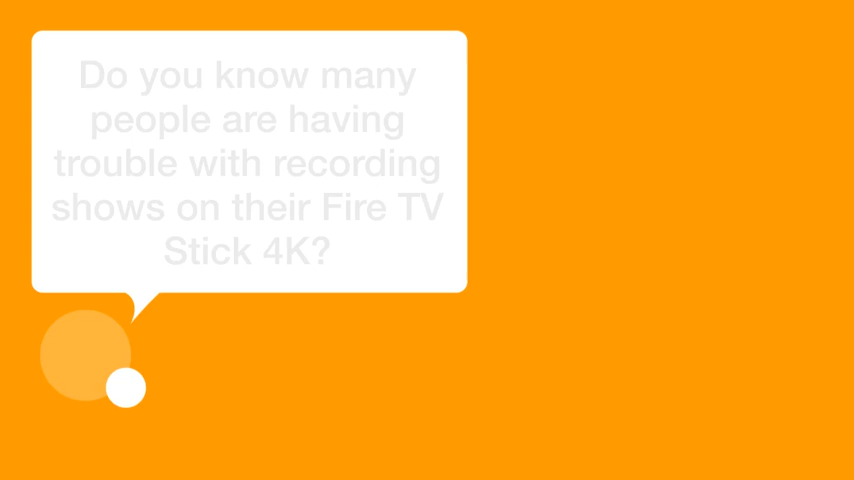 Do you know many
people are having
trouble with recording
shows on their Fire TV
Stick 4K?